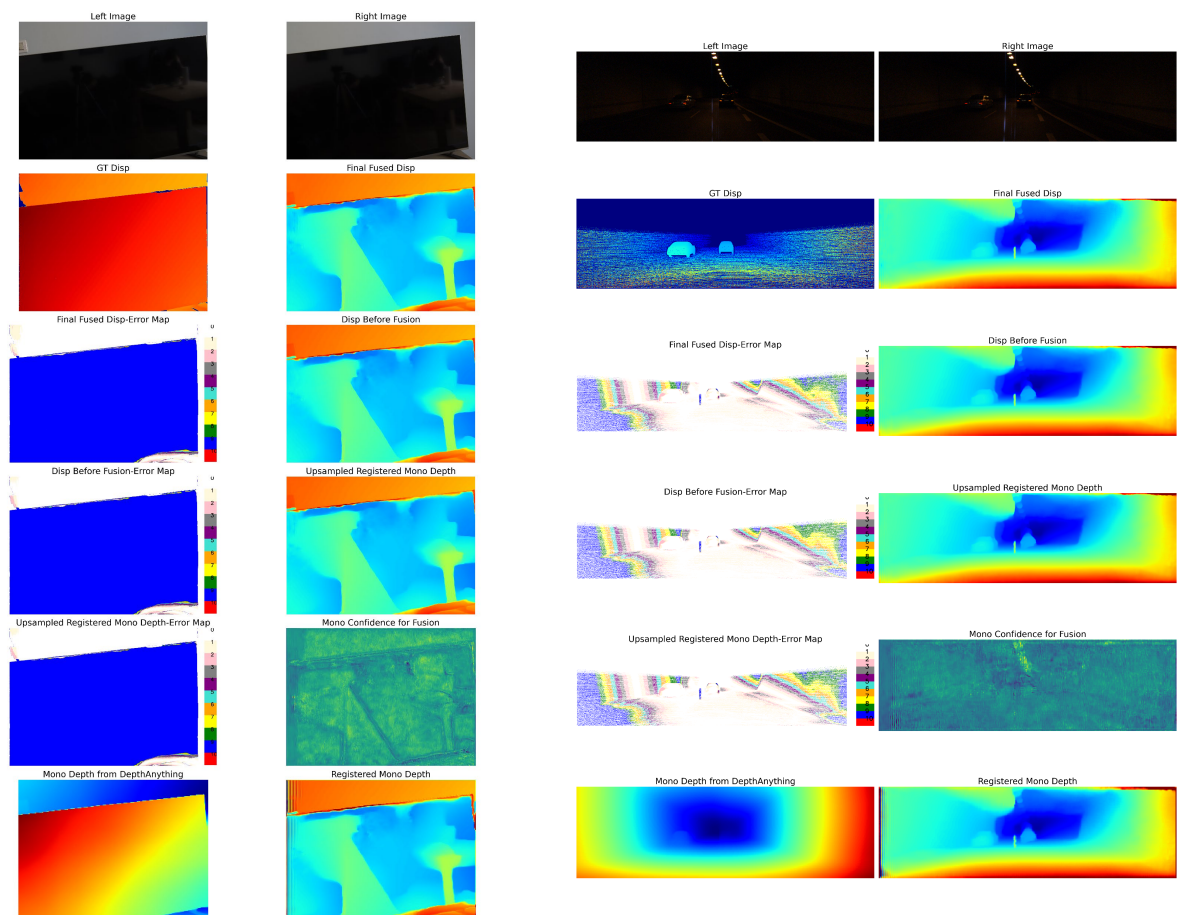 Left Image
Right Image
GT Disp
Final Fused Disp
Final Fused Disp-Error Map
Disp Before Fusion
Disp Before Fusion-Error Map
Upsampled Registered Mono Depth
Upsampled Registered Mono Depth-Error Map
Mono Confidence for Fusion
Mono Depth from DepthAnything
Registered Mono Depth
Left Image
Right Image
GT Disp
Final Fused Disp
Final Fused Disp-Error Map
Disp Before Fusion
Disp Before Fusion-Error Map
Upsampled Registered Mono Depth
Upsampled Registered Mono Depth-Error Map
Mono Confidence for Fusion
Mono Depth from DepthAnything
Registered Mono Depth